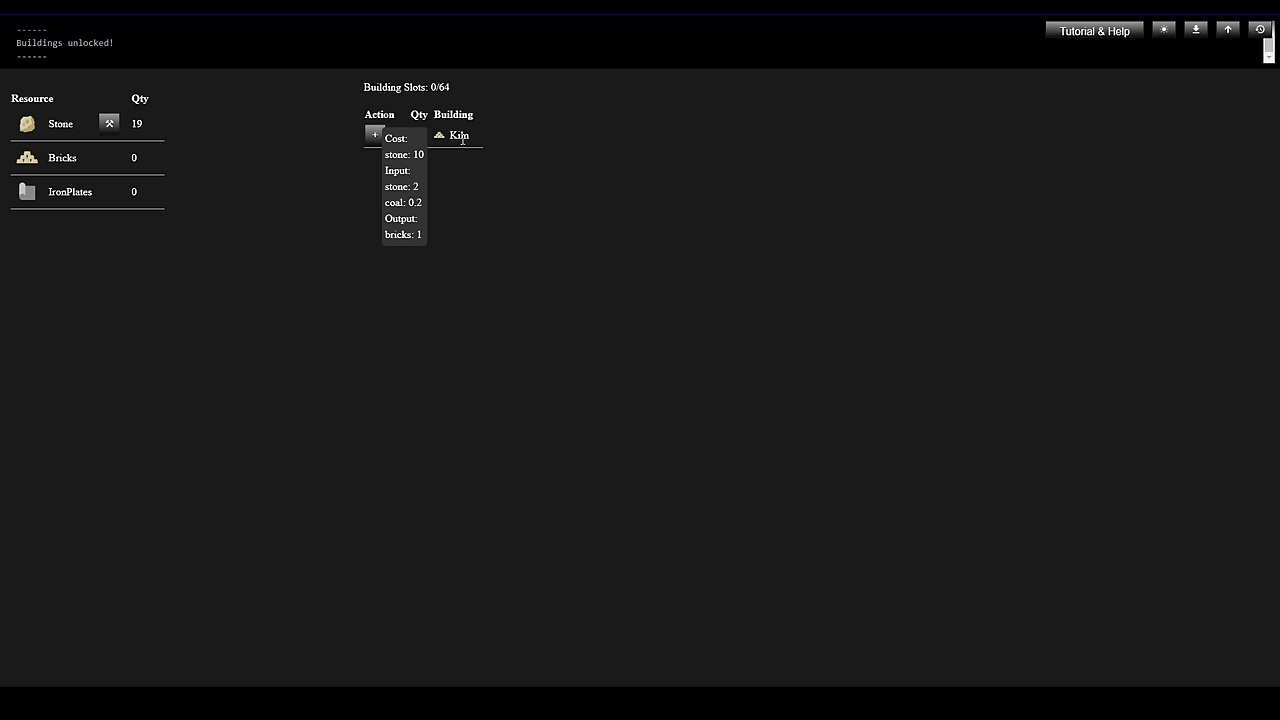 ------
Buildings unlocked!
------
Tutorial & Help
Resource Qty
Stone 19
Bricks 0
IronPlates 0
Building Slots: 0/64
Action Qty Building
+ Kiln
Cost:
stone: 10
Input:
stone: 2
coal: 0.2
Output:
bricks: 1